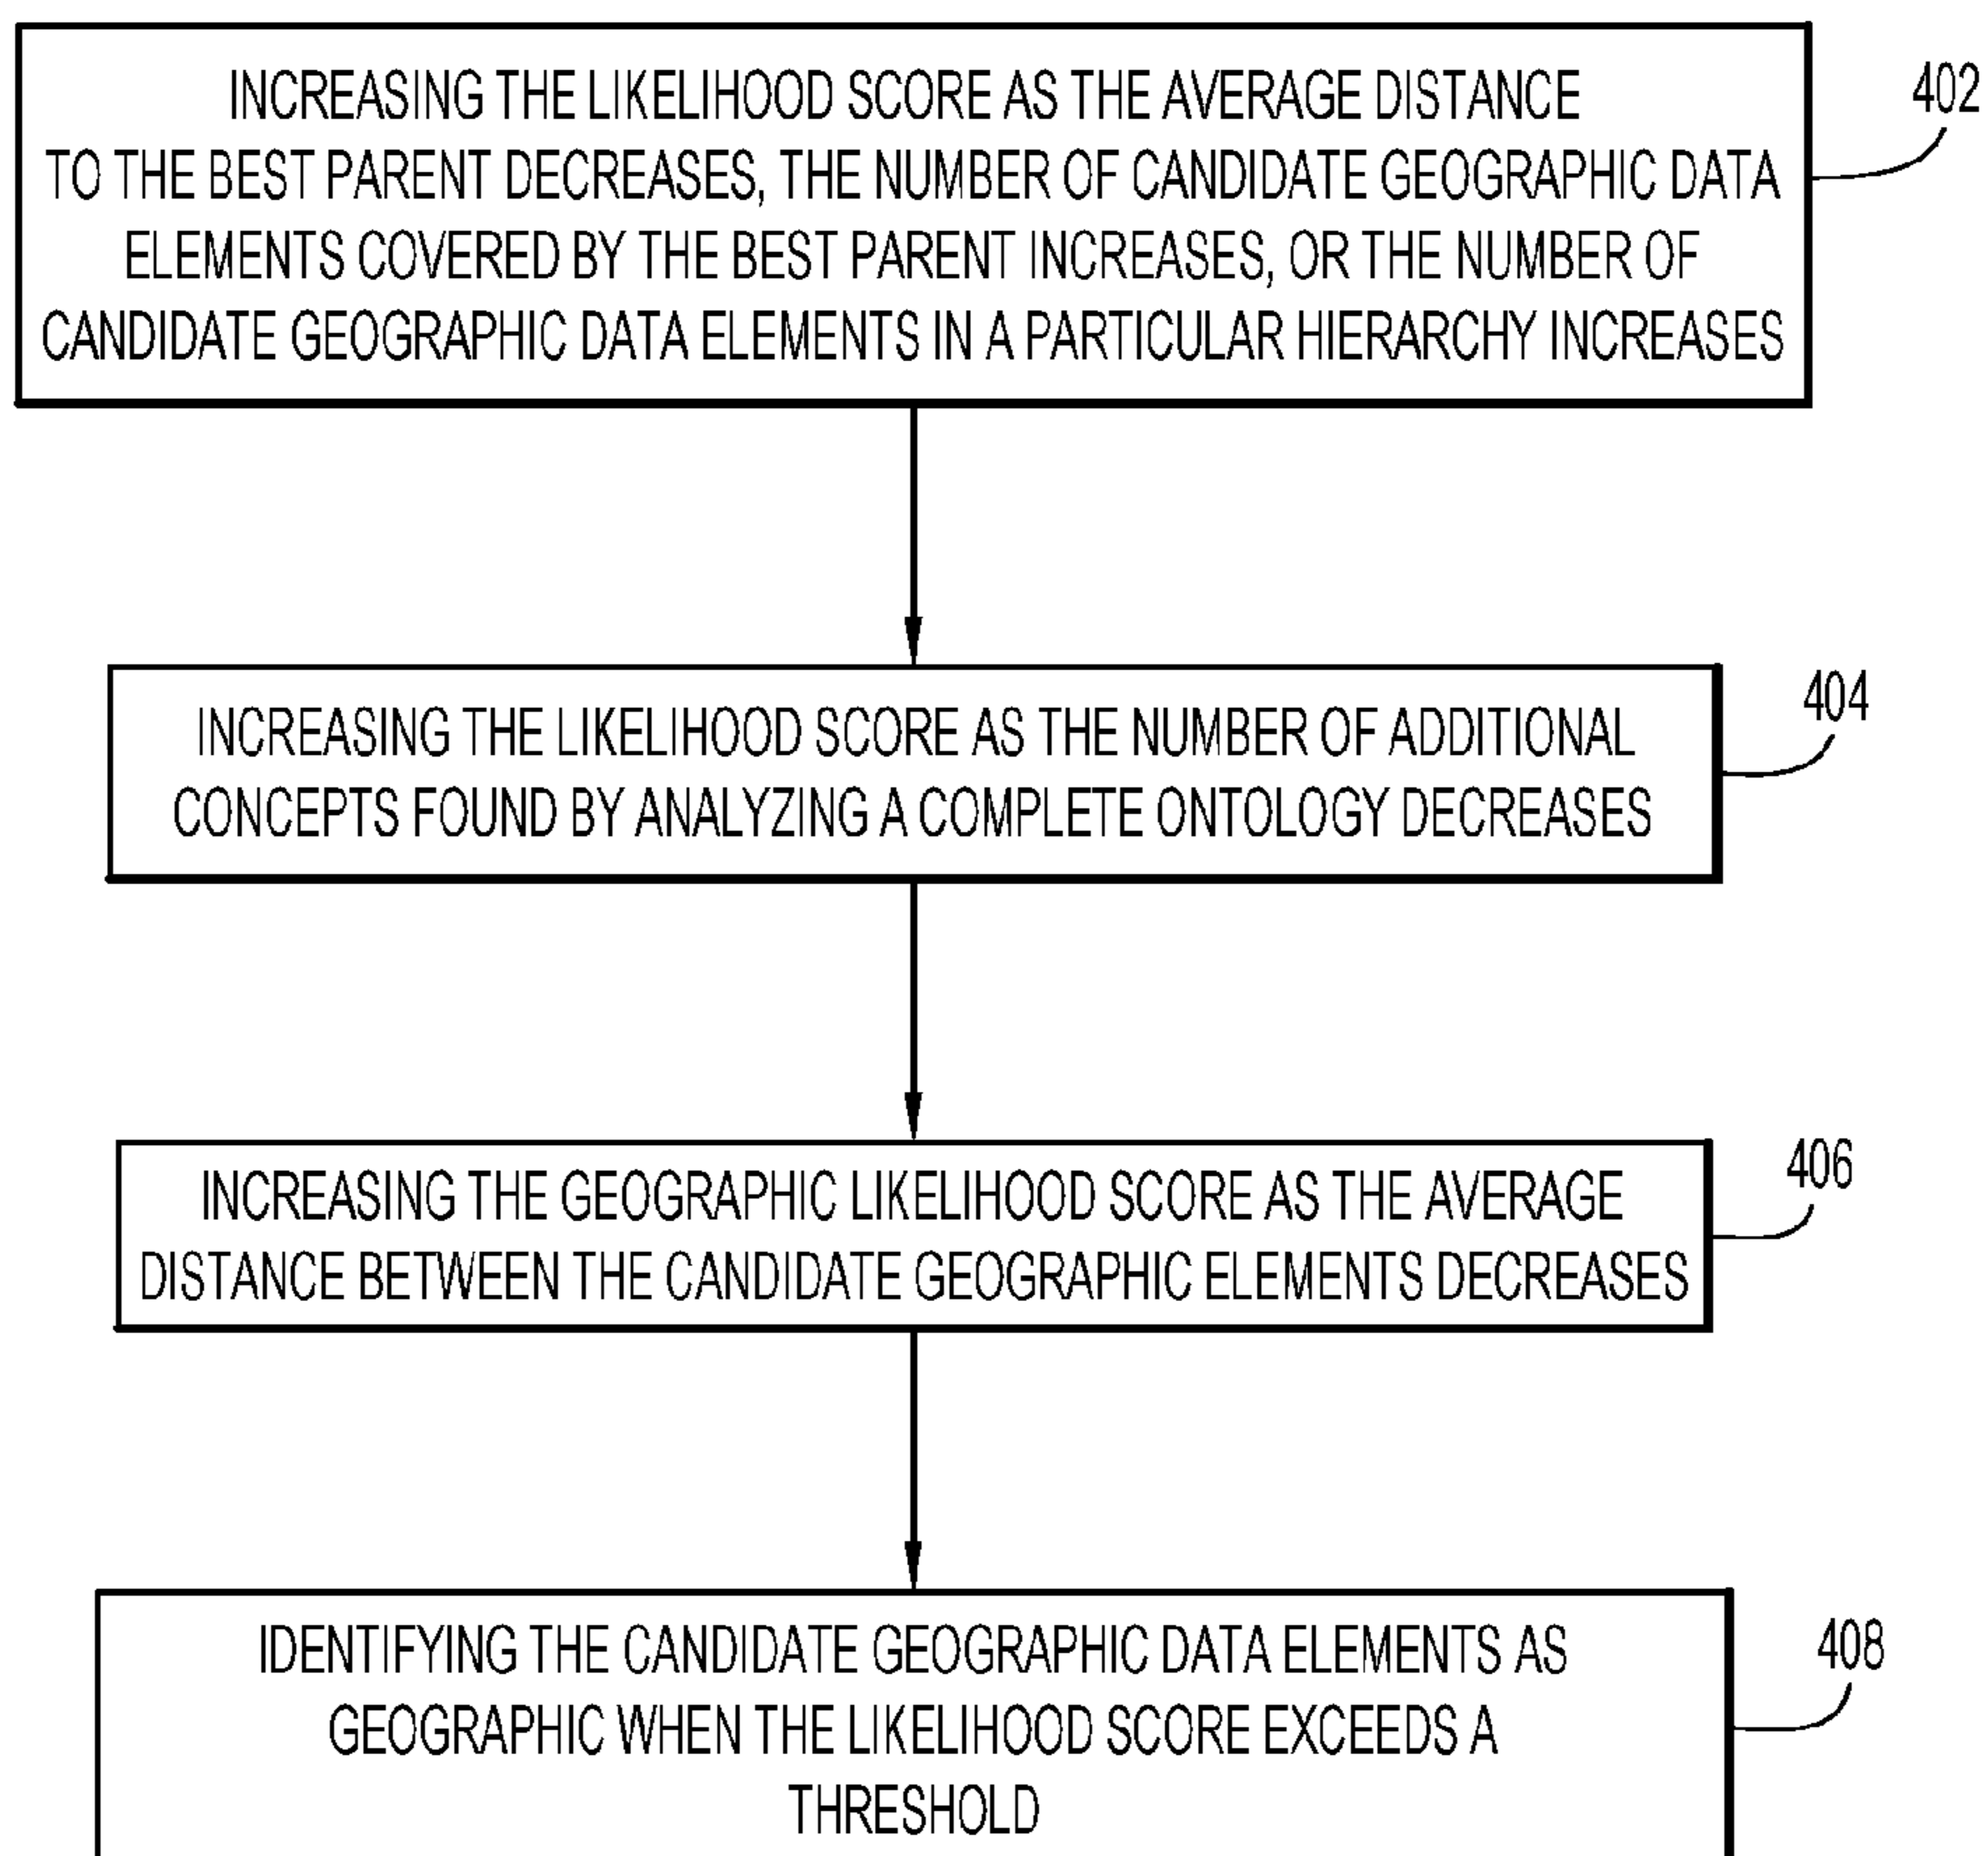 INCREASING THE LIKELIHOOD SCORE AS THE AVERAGE DISTANCE
TO THE BEST PARENT DECREASES, THE NUMBER OF CANDIDATE GEOGRAPHIC DATA
ELEMENTS COVERED BY THE BEST PARENT INCREASES, OR THE NUMBER OF
CANDIDATE GEOGRAPHIC DATA ELEMENTS IN A PARTICULAR HIERARCHY INCREASES
402
INCREASING THE LIKELIHOOD SCORE AS THE NUMBER OF ADDITIONAL
CONCEPTS FOUND BY ANALYZING A COMPLETE ONTOLOGY DECREASES
404
INCREASING THE GEOGRAPHIC LIKELIHOOD SCORE AS THE AVERAGE
DISTANCE BETWEEN THE CANDIDATE GEOGRAPHIC ELEMENTS DECREASES
406
IDENTIFYING THE CANDIDATE GEOGRAPHIC DATA ELEMENTS AS
GEOGRAPHIC WHEN THE LIKELIHOOD SCORE EXCEEDS A
THRESHOLD
408